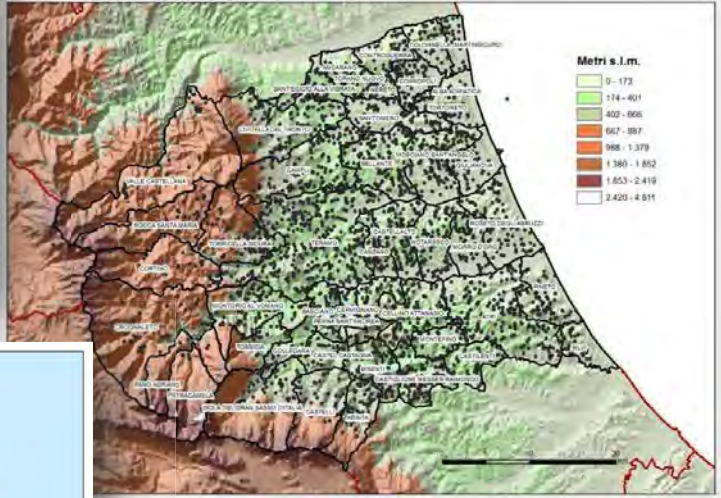 COLONNELLA
MARTINSICURO
CONTROGUERRA
ANCARANO
TORANO NUOVO
NERETO
CORROPOLI
ALBA ADRIATICA
SANT'EGIDIO ALLA VIBRATA
TORTORETO
SANT'OMERO
CIVITELLA DEL TRONTO
MOSCIANO SANT'ANGELO
GIULIANOVA
BELLANTE
CAMPLI
VALLE CASTELLANA
ROCCA SANTA MARIA
ROSETO DEGLI ABRUZZI
CASTELLALTO
TORRICELLA SICURA
TERAMO
NOTARESCO
MORRO D'ORO
CANZANO
CORTINO
PINETO
MONTORIO AL VOMANO
BASCIANO
CERMIGNANO
CELLINO ATTANASIO
ATRI
PENNA SANT'ANDREA
CROGNALETO
MONTEFINO
TOSSICIA
COLLEDARA
CASTEL CASTAGNA
CASTILENTI
BISENTI
CASTIGLIONE MESSER RAIMONDO
FANO ADRIANO
PIETRACAMELA
ISOLA DEL GRAN SASSO D'ITALIA
CASTELLI
ARSITA
Metri s.l.m.
0 - 173
174 - 401
402 - 666
667 - 987
988 - 1.379
1.380 - 1.852
1.853 - 2.419
2.420 - 4.811